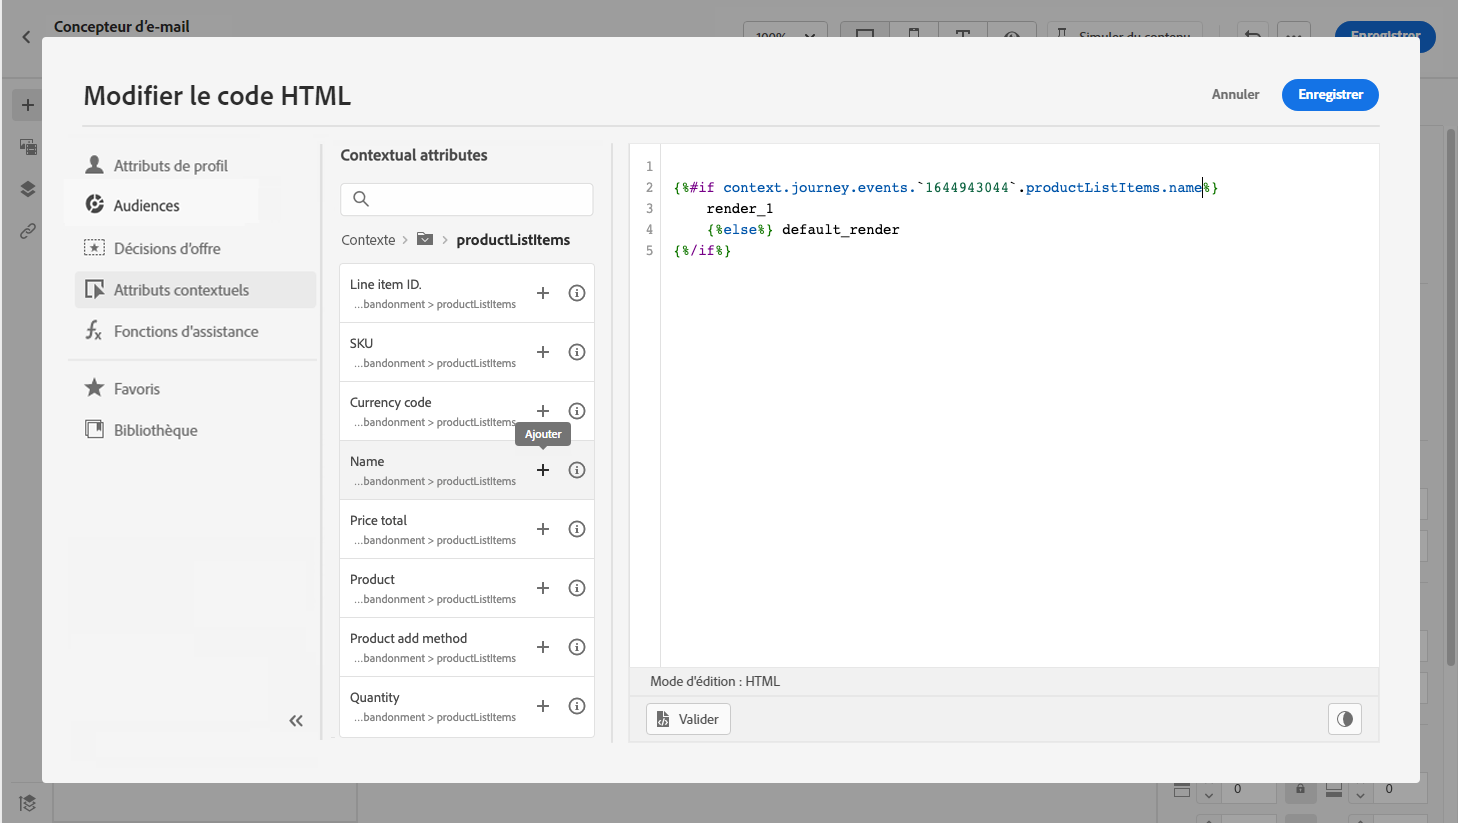 Concepteur d'e-mail
100%
Simuler du contenu
Enregistrer
Modifier le code HTML
Annuler
Enregistrer
Attributs de profil
Audiences
Décisions d'offre
Attributs contextuels
Fonctions d'assistance
Favoris
Bibliothèque
Contextual attributes
Contexte > productListItems
Line item ID.
...bandonment > productListItems
SKU
...bandonment > productListItems
Currency code
...bandonment > productListItems
Ajouter
Name
...bandonment > productListItems
Price total
...bandonment > productListItems
Product
...bandonment > productListItems
Product add method
...bandonment > productListItems
Quantity
...bandonment > productListItems
1
2 {%#if context.journey.events.`1644943044`.productListItems.name%}
3 render_1
4 {%else%} default_render
5 {%/if%}
Mode d'édition : HTML
Valider
0
0